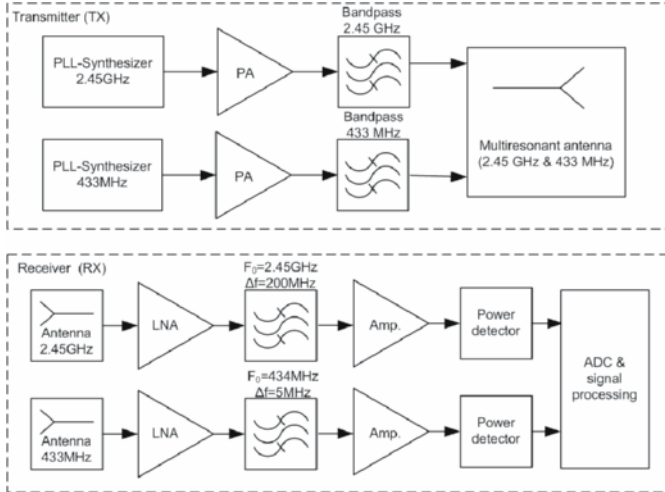 Transmitter (TX)
PLL-Synthesizer
2.45GHz
PA
Bandpass
2.45 GHz
PLL-Synthesizer
433MHz
PA
Bandpass
433 MHz
Multiresonant antenna
(2.45 GHz & 433 MHz)
Receiver (RX)
Antenna
2.45GHz
LNA
F₀=2.45GHz
Δf=200MHz
Amp.
Power
detector
Antenna
433MHz
LNA
F₀=434MHz
Δf=5MHz
Amp.
Power
detector
ADC &
signal
processing